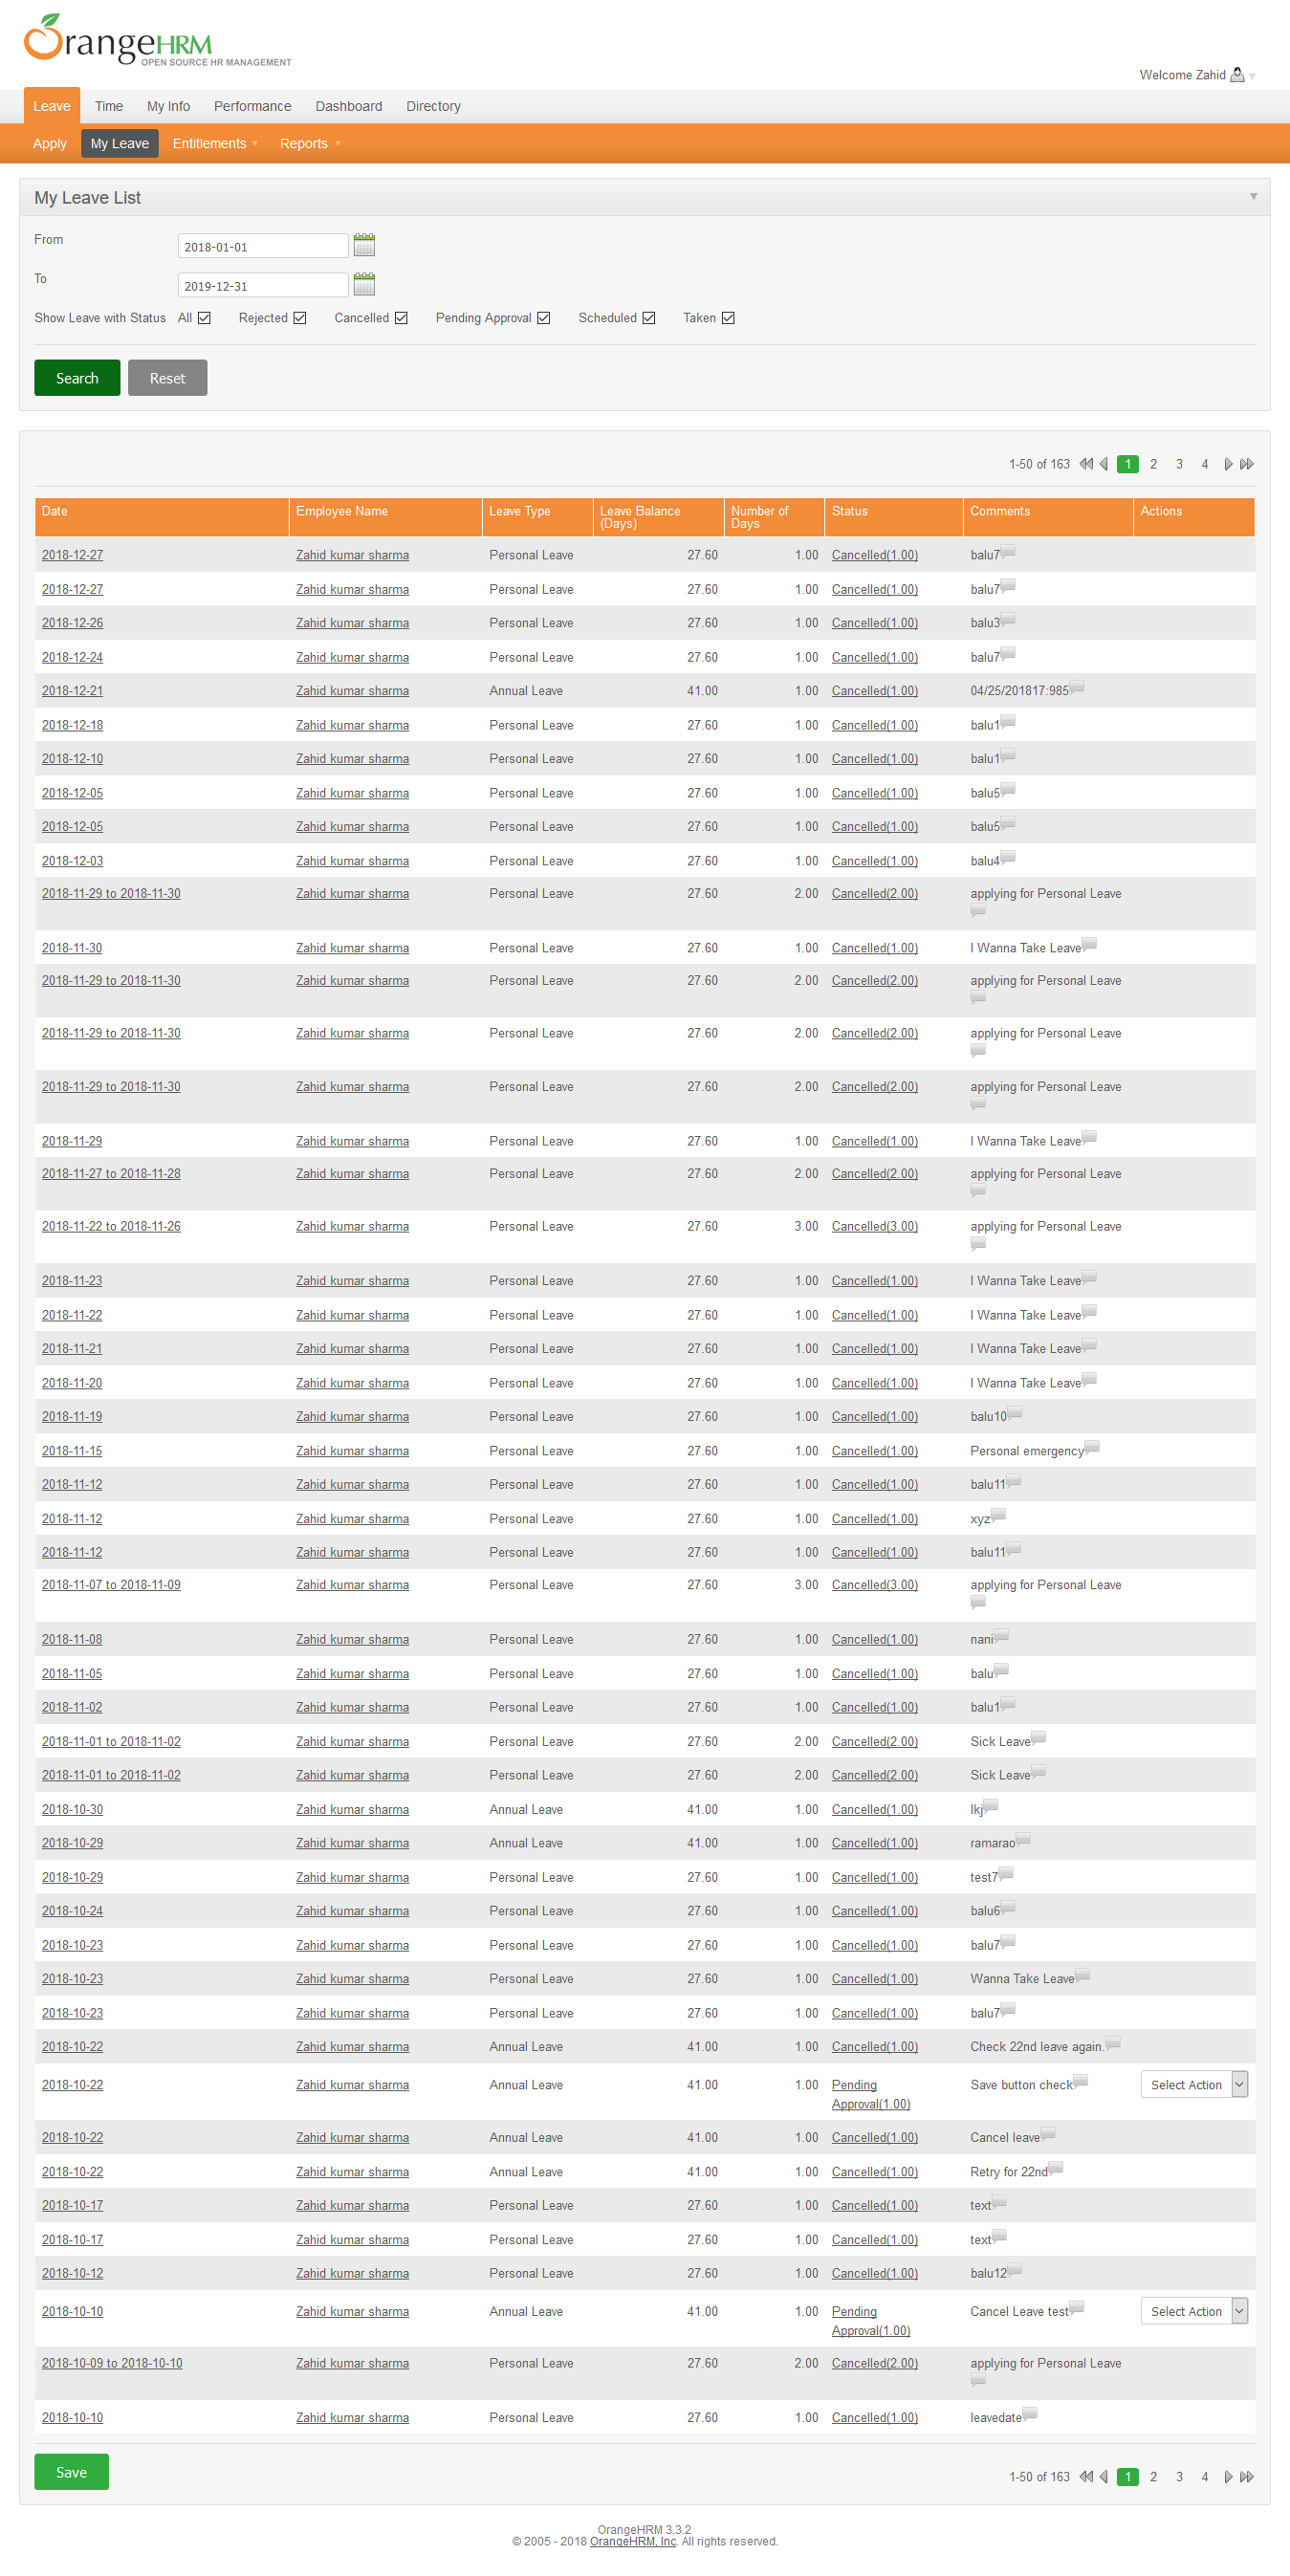 OrangeHRM
OPEN SOURCE HR MANAGEMENT
Welcome Zahid
Leave Time My Info Performance Dashboard Directory
Apply My Leave Entitlements Reports
My Leave List
From 2018-01-01
To 2019-12-31
Show Leave with Status All Rejected Cancelled Pending Approval Scheduled Taken
Search Reset
1-50 of 163 1 2 3 4
Date Employee Name Leave Type Leave Balance (Days) Number of Days Status Comments Actions
2018-12-27 Zahid kumar sharma Personal Leave 27.60 1.00 Cancelled(1.00) balu7
2018-12-27 Zahid kumar sharma Personal Leave 27.60 1.00 Cancelled(1.00) balu7
2018-12-26 Zahid kumar sharma Personal Leave 27.60 1.00 Cancelled(1.00) balu3
2018-12-24 Zahid kumar sharma Personal Leave 27.60 1.00 Cancelled(1.00) balu7
2018-12-21 Zahid kumar sharma Annual Leave 41.00 1.00 Cancelled(1.00) 04/25/201817:985
2018-12-18 Zahid kumar sharma Personal Leave 27.60 1.00 Cancelled(1.00) balu1
2018-12-10 Zahid kumar sharma Personal Leave 27.60 1.00 Cancelled(1.00) balu1
2018-12-05 Zahid kumar sharma Personal Leave 27.60 1.00 Cancelled(1.00) balu5
2018-12-05 Zahid kumar sharma Personal Leave 27.60 1.00 Cancelled(1.00) balu5
2018-12-03 Zahid kumar sharma Personal Leave 27.60 1.00 Cancelled(1.00) balu4
2018-11-29 to 2018-11-30 Zahid kumar sharma Personal Leave 27.60 2.00 Cancelled(2.00) applying for Personal Leave
2018-11-30 Zahid kumar sharma Personal Leave 27.60 1.00 Cancelled(1.00) I Wanna Take Leave
2018-11-29 to 2018-11-30 Zahid kumar sharma Personal Leave 27.60 2.00 Cancelled(2.00) applying for Personal Leave
2018-11-29 to 2018-11-30 Zahid kumar sharma Personal Leave 27.60 2.00 Cancelled(2.00) applying for Personal Leave
2018-11-29 to 2018-11-30 Zahid kumar sharma Personal Leave 27.60 2.00 Cancelled(2.00) applying for Personal Leave
2018-11-29 Zahid kumar sharma Personal Leave 27.60 1.00 Cancelled(1.00) I Wanna Take Leave
2018-11-27 to 2018-11-28 Zahid kumar sharma Personal Leave 27.60 2.00 Cancelled(2.00) applying for Personal Leave
2018-11-22 to 2018-11-26 Zahid kumar sharma Personal Leave 27.60 3.00 Cancelled(3.00) applying for Personal Leave
2018-11-23 Zahid kumar sharma Personal Leave 27.60 1.00 Cancelled(1.00) I Wanna Take Leave
2018-11-22 Zahid kumar sharma Personal Leave 27.60 1.00 Cancelled(1.00) I Wanna Take Leave
2018-11-21 Zahid kumar sharma Personal Leave 27.60 1.00 Cancelled(1.00) I Wanna Take Leave
2018-11-20 Zahid kumar sharma Personal Leave 27.60 1.00 Cancelled(1.00) I Wanna Take Leave
2018-11-19 Zahid kumar sharma Personal Leave 27.60 1.00 Cancelled(1.00) balu10
2018-11-15 Zahid kumar sharma Personal Leave 27.60 1.00 Cancelled(1.00) Personal emergency
2018-11-12 Zahid kumar sharma Personal Leave 27.60 1.00 Cancelled(1.00) balu11
2018-11-12 Zahid kumar sharma Personal Leave 27.60 1.00 Cancelled(1.00) xyz
2018-11-12 Zahid kumar sharma Personal Leave 27.60 1.00 Cancelled(1.00) balu11
2018-11-07 to 2018-11-09 Zahid kumar sharma Personal Leave 27.60 3.00 Cancelled(3.00) applying for Personal Leave
2018-11-08 Zahid kumar sharma Personal Leave 27.60 1.00 Cancelled(1.00) nani
2018-11-05 Zahid kumar sharma Personal Leave 27.60 1.00 Cancelled(1.00) balu
2018-11-02 Zahid kumar sharma Personal Leave 27.60 1.00 Cancelled(1.00) balu1
2018-11-01 to 2018-11-02 Zahid kumar sharma Personal Leave 27.60 2.00 Cancelled(2.00) Sick Leave
2018-11-01 to 2018-11-02 Zahid kumar sharma Personal Leave 27.60 2.00 Cancelled(2.00) Sick Leave
2018-10-30 Zahid kumar sharma Annual Leave 41.00 1.00 Cancelled(1.00) lkj
2018-10-29 Zahid kumar sharma Annual Leave 41.00 1.00 Cancelled(1.00) ramarao
2018-10-29 Zahid kumar sharma Personal Leave 27.60 1.00 Cancelled(1.00) test7
2018-10-24 Zahid kumar sharma Personal Leave 27.60 1.00 Cancelled(1.00) balu6
2018-10-23 Zahid kumar sharma Personal Leave 27.60 1.00 Cancelled(1.00) balu7
2018-10-23 Zahid kumar sharma Personal Leave 27.60 1.00 Cancelled(1.00) Wanna Take Leave
2018-10-23 Zahid kumar sharma Personal Leave 27.60 1.00 Cancelled(1.00) balu7
2018-10-22 Zahid kumar sharma Annual Leave 41.00 1.00 Cancelled(1.00) Check 22nd leave again.
2018-10-22 Zahid kumar sharma Annual Leave 41.00 1.00 Pending Approval(1.00) Save button check Select Action
2018-10-22 Zahid kumar sharma Annual Leave 41.00 1.00 Cancelled(1.00) Cancel leave
2018-10-22 Zahid kumar sharma Annual Leave 41.00 1.00 Cancelled(1.00) Retry for 22nd
2018-10-17 Zahid kumar sharma Personal Leave 27.60 1.00 Cancelled(1.00) text
2018-10-17 Zahid kumar sharma Personal Leave 27.60 1.00 Cancelled(1.00) text
2018-10-12 Zahid kumar sharma Personal Leave 27.60 1.00 Cancelled(1.00) balu12
2018-10-10 Zahid kumar sharma Annual Leave 41.00 1.00 Pending Approval(1.00) Cancel Leave test Select Action
2018-10-09 to 2018-10-10 Zahid kumar sharma Personal Leave 27.60 2.00 Cancelled(2.00) applying for Personal Leave
2018-10-10 Zahid kumar sharma Personal Leave 27.60 1.00 Cancelled(1.00) leavedate
Save
1-50 of 163 1 2 3 4
OrangeHRM 3.3.2
© 2005 - 2018 OrangeHRM, Inc. All rights reserved.